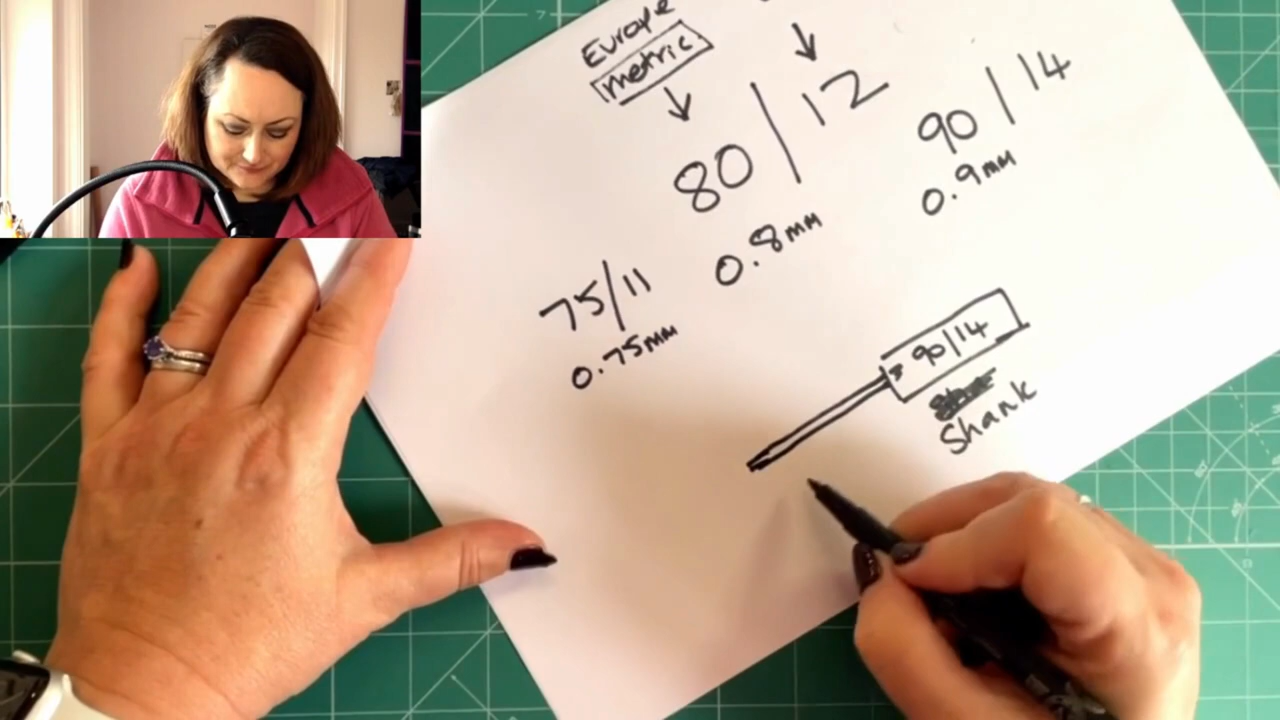 Europe
metric
80/12
90/14
0.9mm
0.8mm
75/11
0.75mm
90/14
Shank